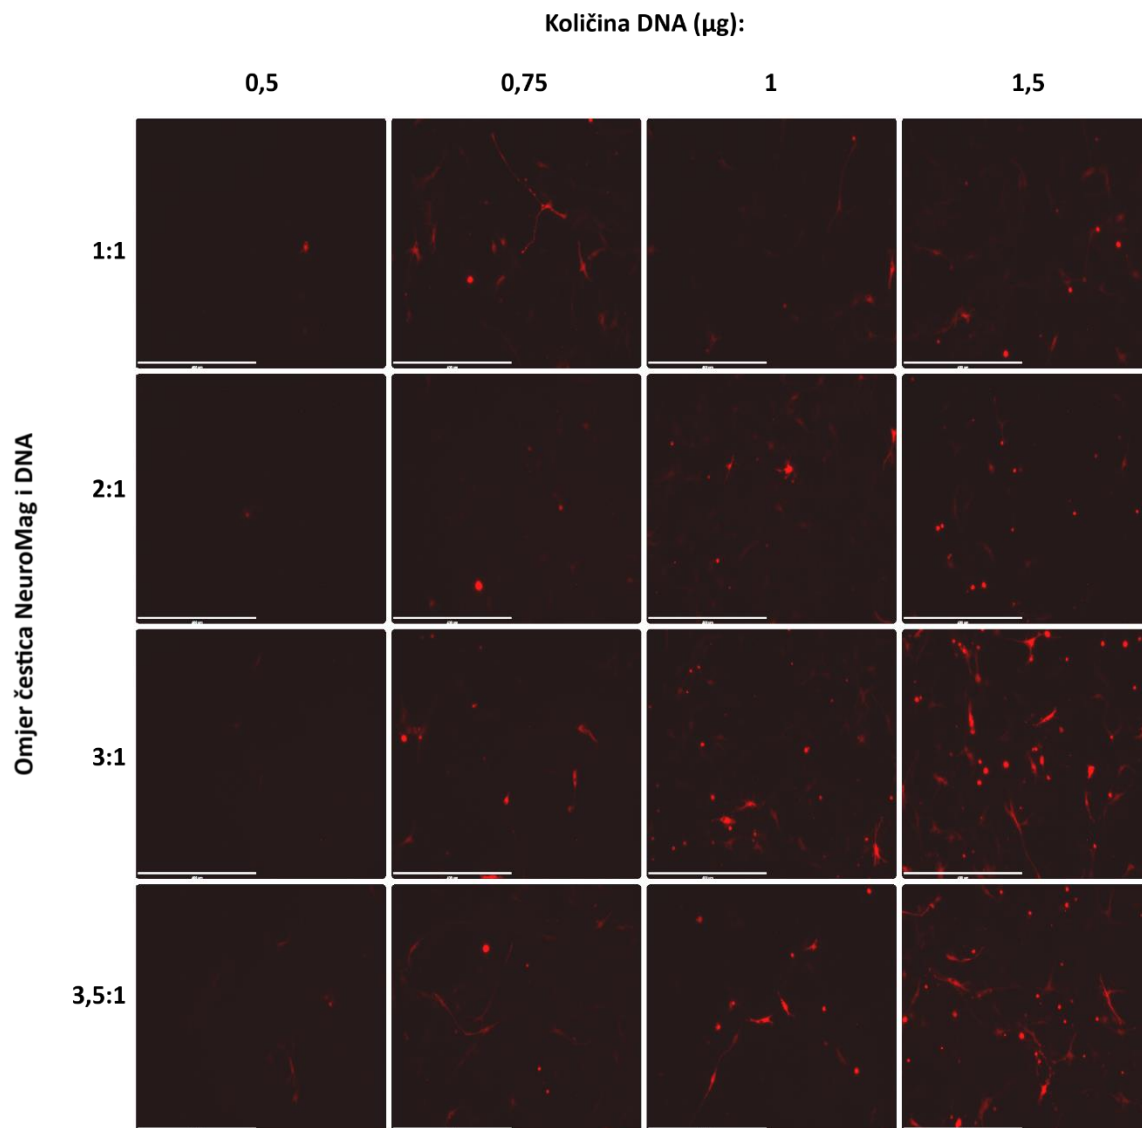 Količina DNA (µg):
0,5 0,75 1 1,5
Omjer čestica NeuroMag i DNA
1:1
2:1
3:1
3,5:1